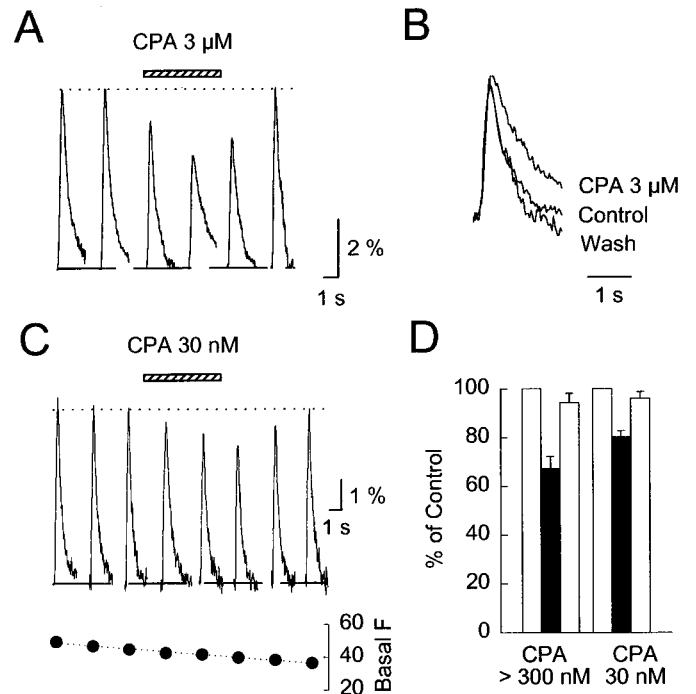 A
CPA 3 µM
2 %
1 s
B
CPA 3 µM
Control
Wash
1 s
C
CPA 30 nM
1 %
1 s
60
40
20
Basal F
D
% of Control
100
80
60
40
20
0
CPA
> 300 nM
CPA
30 nM